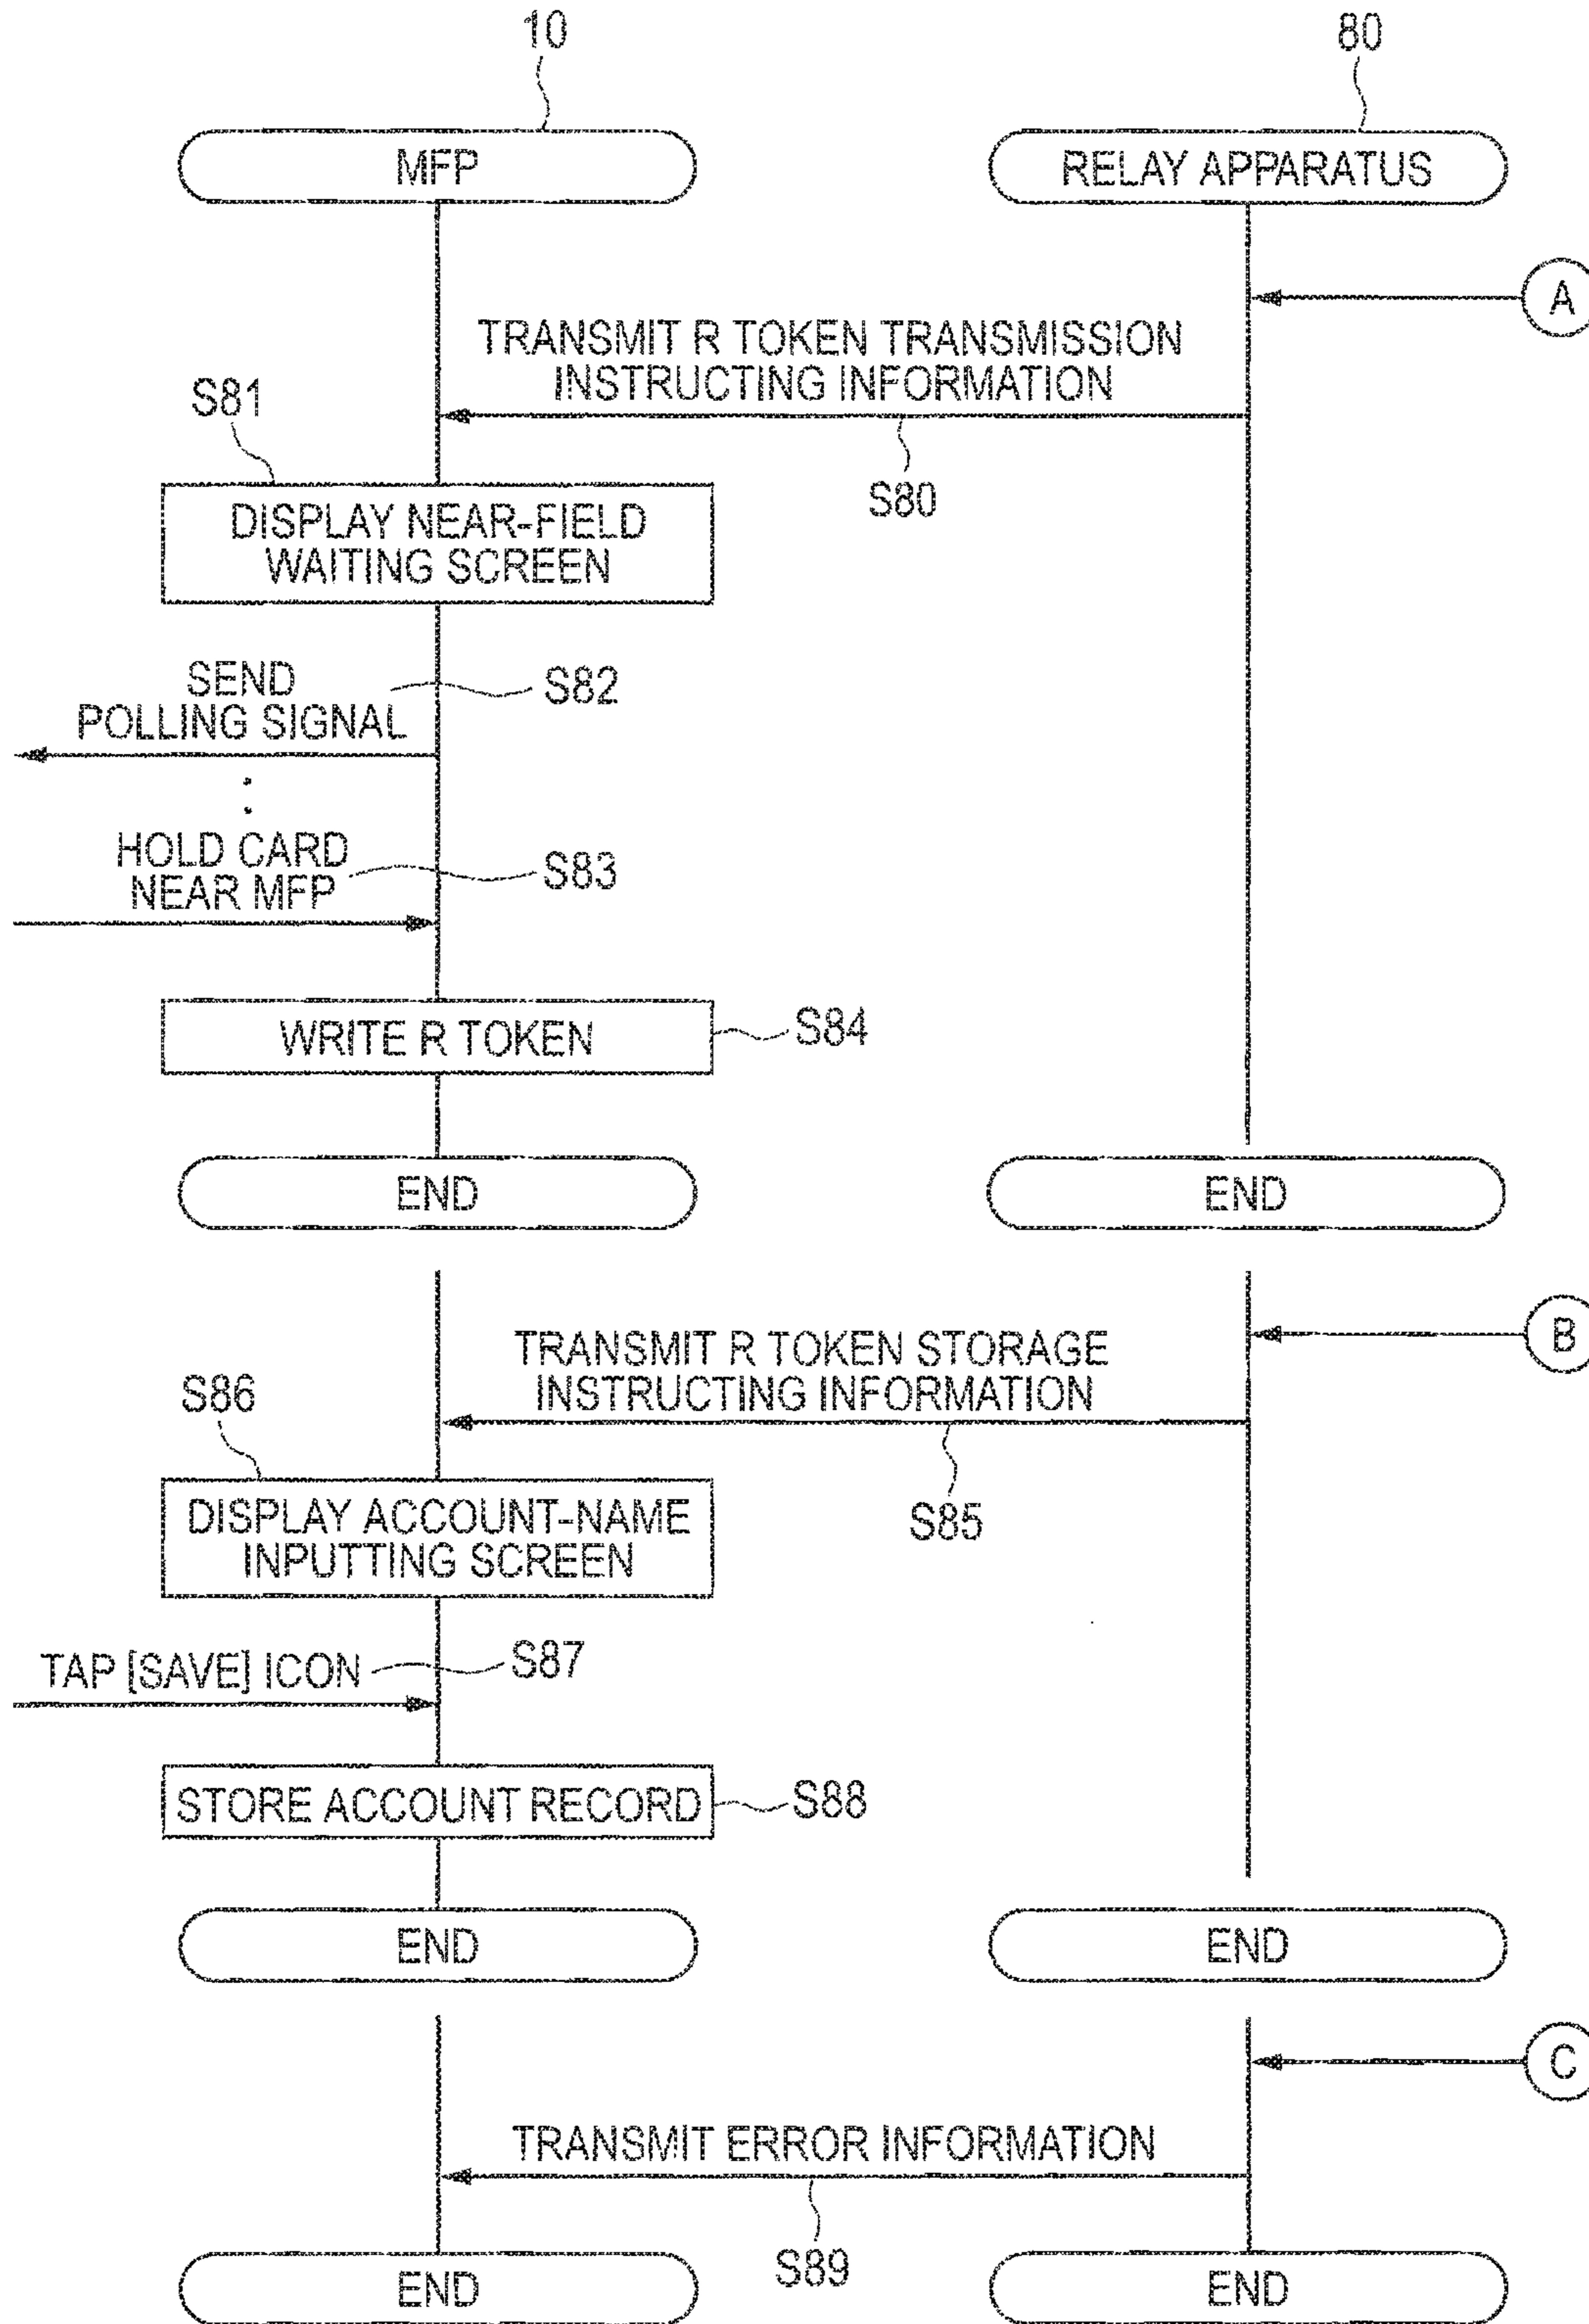 10
80
MFP
RELAY APPARATUS
A
TRANSMIT R TOKEN TRANSMISSION
INSTRUCTING INFORMATION
S81
S80
DISPLAY NEAR-FIELD
WAITING SCREEN
SEND
POLLING SIGNAL
S82
HOLD CARD
NEAR MFP
S83
WRITE R TOKEN
S84
END
END
B
TRANSMIT R TOKEN STORAGE
INSTRUCTING INFORMATION
S86
S85
DISPLAY ACCOUNT-NAME
INPUTTING SCREEN
TAP [SAVE] ICON
S87
STORE ACCOUNT RECORD
S88
END
END
C
TRANSMIT ERROR INFORMATION
S89
END
END